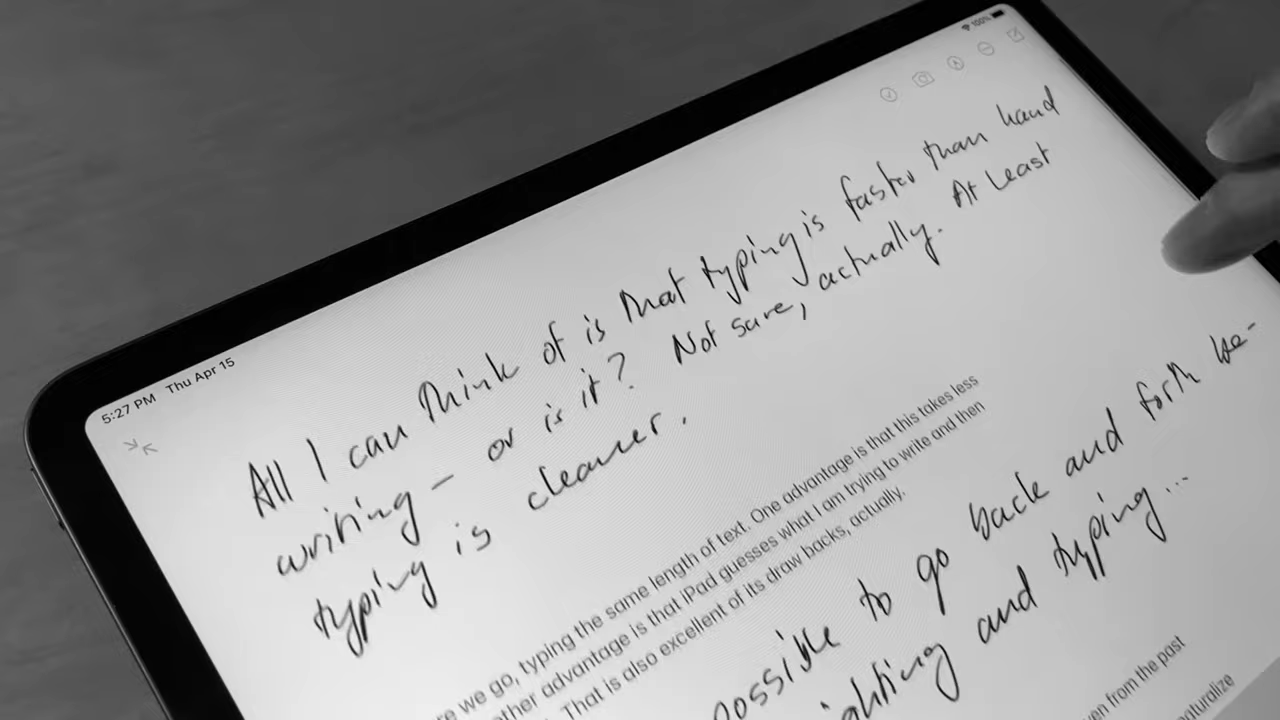 100%
5:27 PM Thu Apr 15
All I can think of is that typing is faster than hand
writing - or is it? Not sure, actually. At least
typing is cleaner.
we go, typing the same length of text. One advantage is that this takes less
advantage is that iPad guesses what I am trying to write and then
That is also excellent of its draw backs, actually.
to go back and forth be-
and typing...
from the past